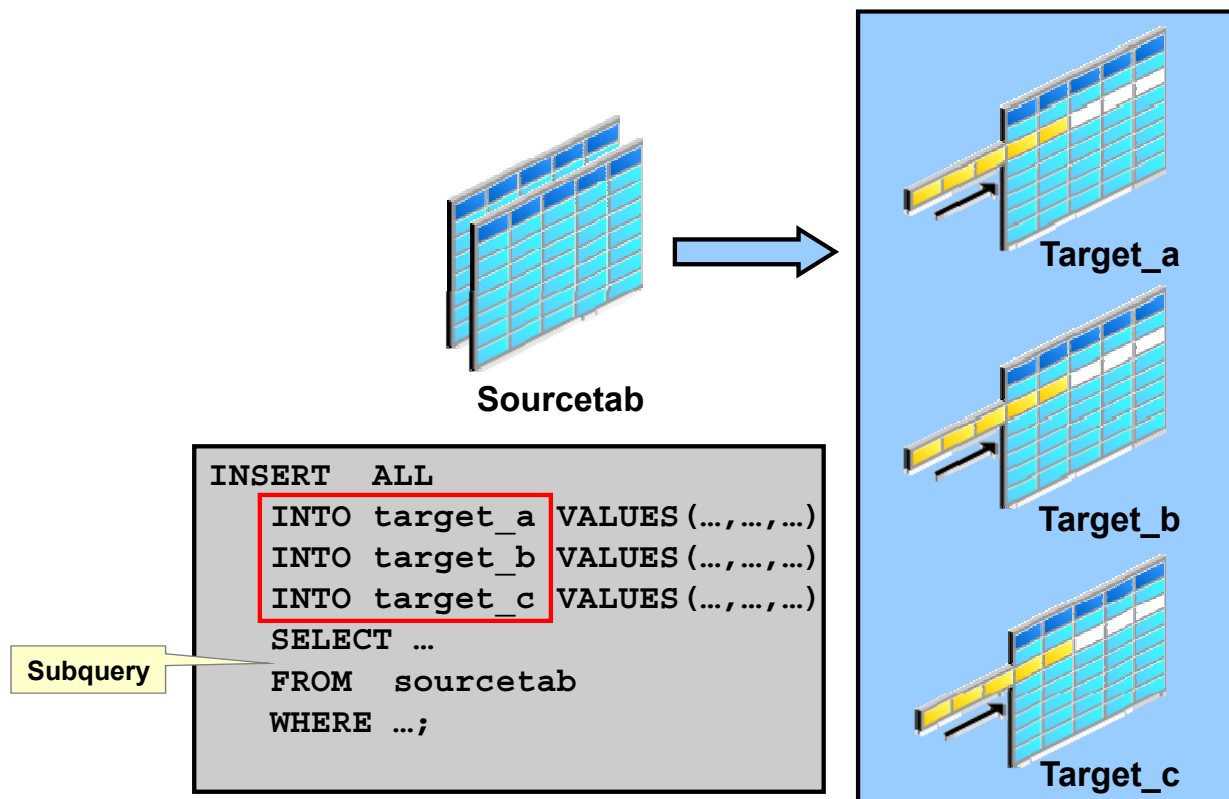 Target_a
Sourcetab
Target_b
INSERT ALL
INTO target_a VALUES(…,…,…)
INTO target_b VALUES(…,…,…)
INTO target_c VALUES(…,…,…)
SELECT …
FROM sourcetab
WHERE …;
Subquery
Target_c